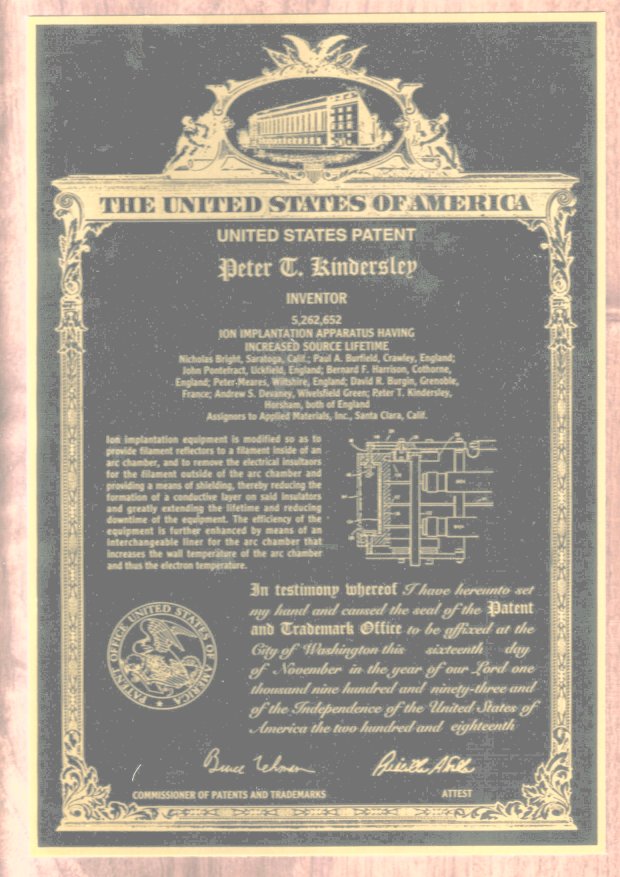 THE UNITED STATES OF AMERICA
UNITED STATES PATENT
Peter T. Kindersley
INVENTOR
5,262,652
ION IMPLANTATION APPARATUS HAVING
INCREASED SOURCE LIFETIME
Nicholas Bright, Saratoga, Calif.; Paul A. Burfield, Crawley, England;
John Pontefract, Uckfield, England; Bernard F. Harrison, Cothorne,
England; Peter Meares, Wiltshire, England; David R. Burgin, Grenoble,
France; Andrew S. Devaney, Wivelsfield Green; Peter T. Kindersley,
Horsham, both of England
Assignors to Applied Materials, Inc., Santa Clara, Calif.
Ion implantation equipment is modified so as to
provide filament reflectors to a filament inside of an
arc chamber, and to remove the electrical insultaors
for the filament outside of the arc chamber and
providing a means of shielding, thereby reducing the
formation of a conductive layer on said insulators
and greatly extending the lifetime and reducing
downtime of the equipment. The efficiency of the
equipment is further enhanced by means of an
interchangeable liner for the arc chamber that
increases the wall temperature of the arc chamber
and thus the electron temperature.
In testimony whereof I have hereunto set
my hand and caused the seal of the Patent
and Trademark Office to be affixed at the
City of Washington this sixteenth day
of November in the year of our Lord one
thousand nine hundred and ninety-three and
of the Independence of the United States of
America the two hundred and eighteenth
PATENT OFFICE UNITED STATES OF AMERICA
Bruce Lehman
COMMISSIONER OF PATENTS AND TRADEMARKS
ATTEST